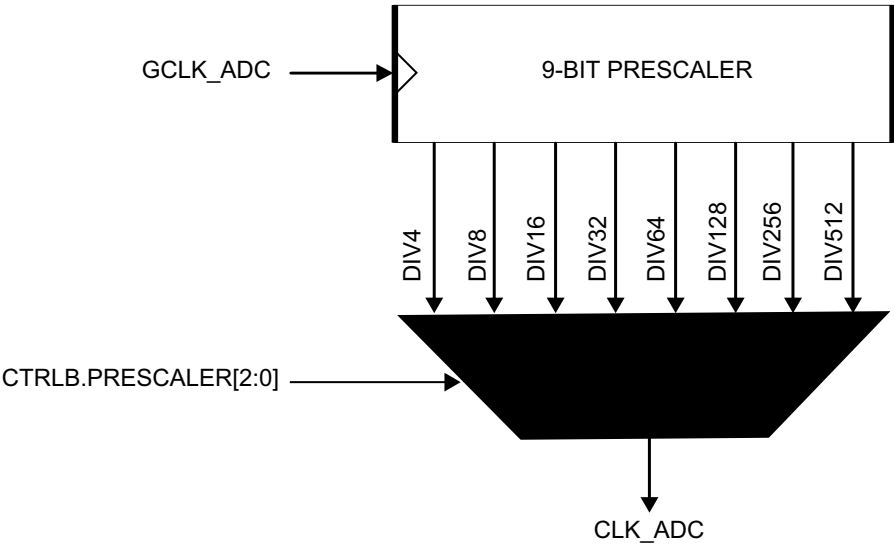 GCLK_ADC
9-BIT PRESCALER
DIV4
DIV8
DIV16
DIV32
DIV64
DIV128
DIV256
DIV512
CTRLB.PRESCALER[2:0]
CLK_ADC